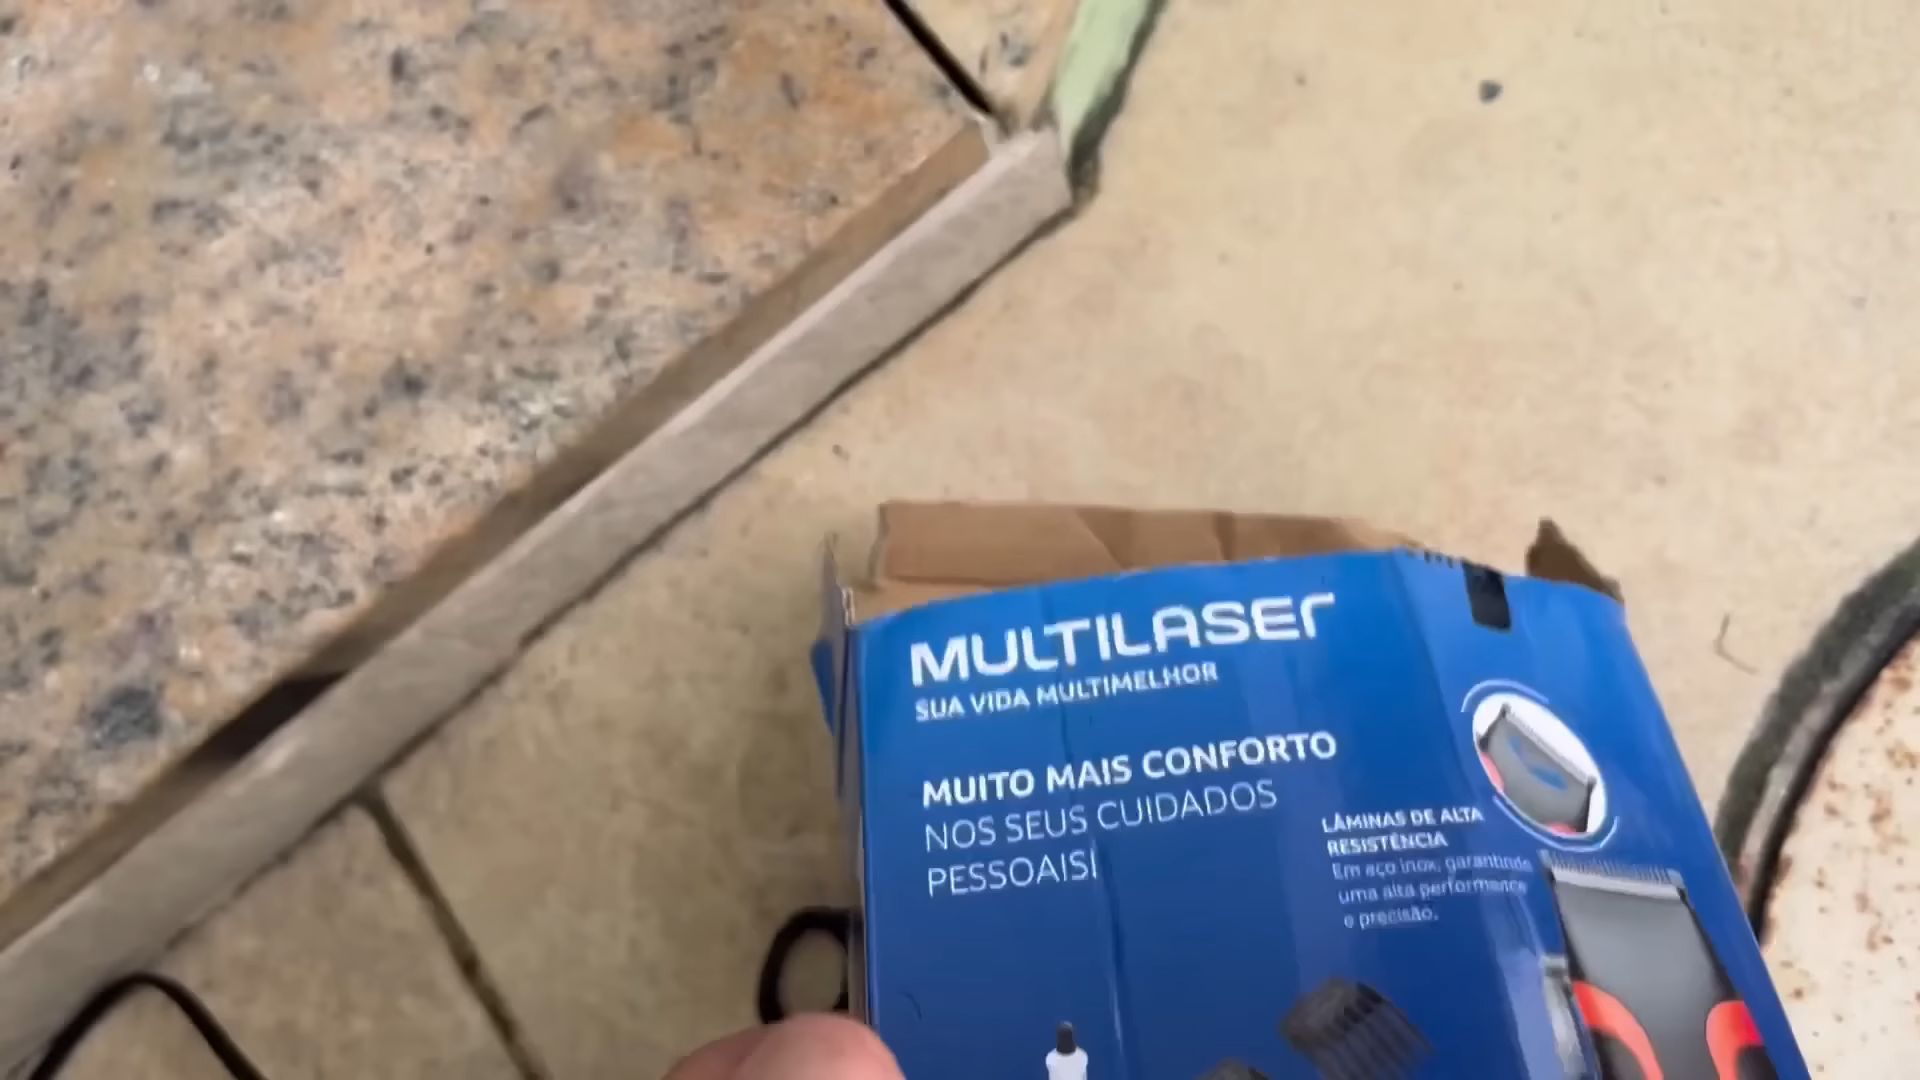 MULTILASER
SUA VIDA MULTIMELHOR
MUITO MAIS CONFORTO
NOS SEUS CUIDADOS
PESSOAIS!
LÂMINAS DE ALTA
RESISTÊNCIA
Em aço inox, garantindo
uma alta performance
e precisão.